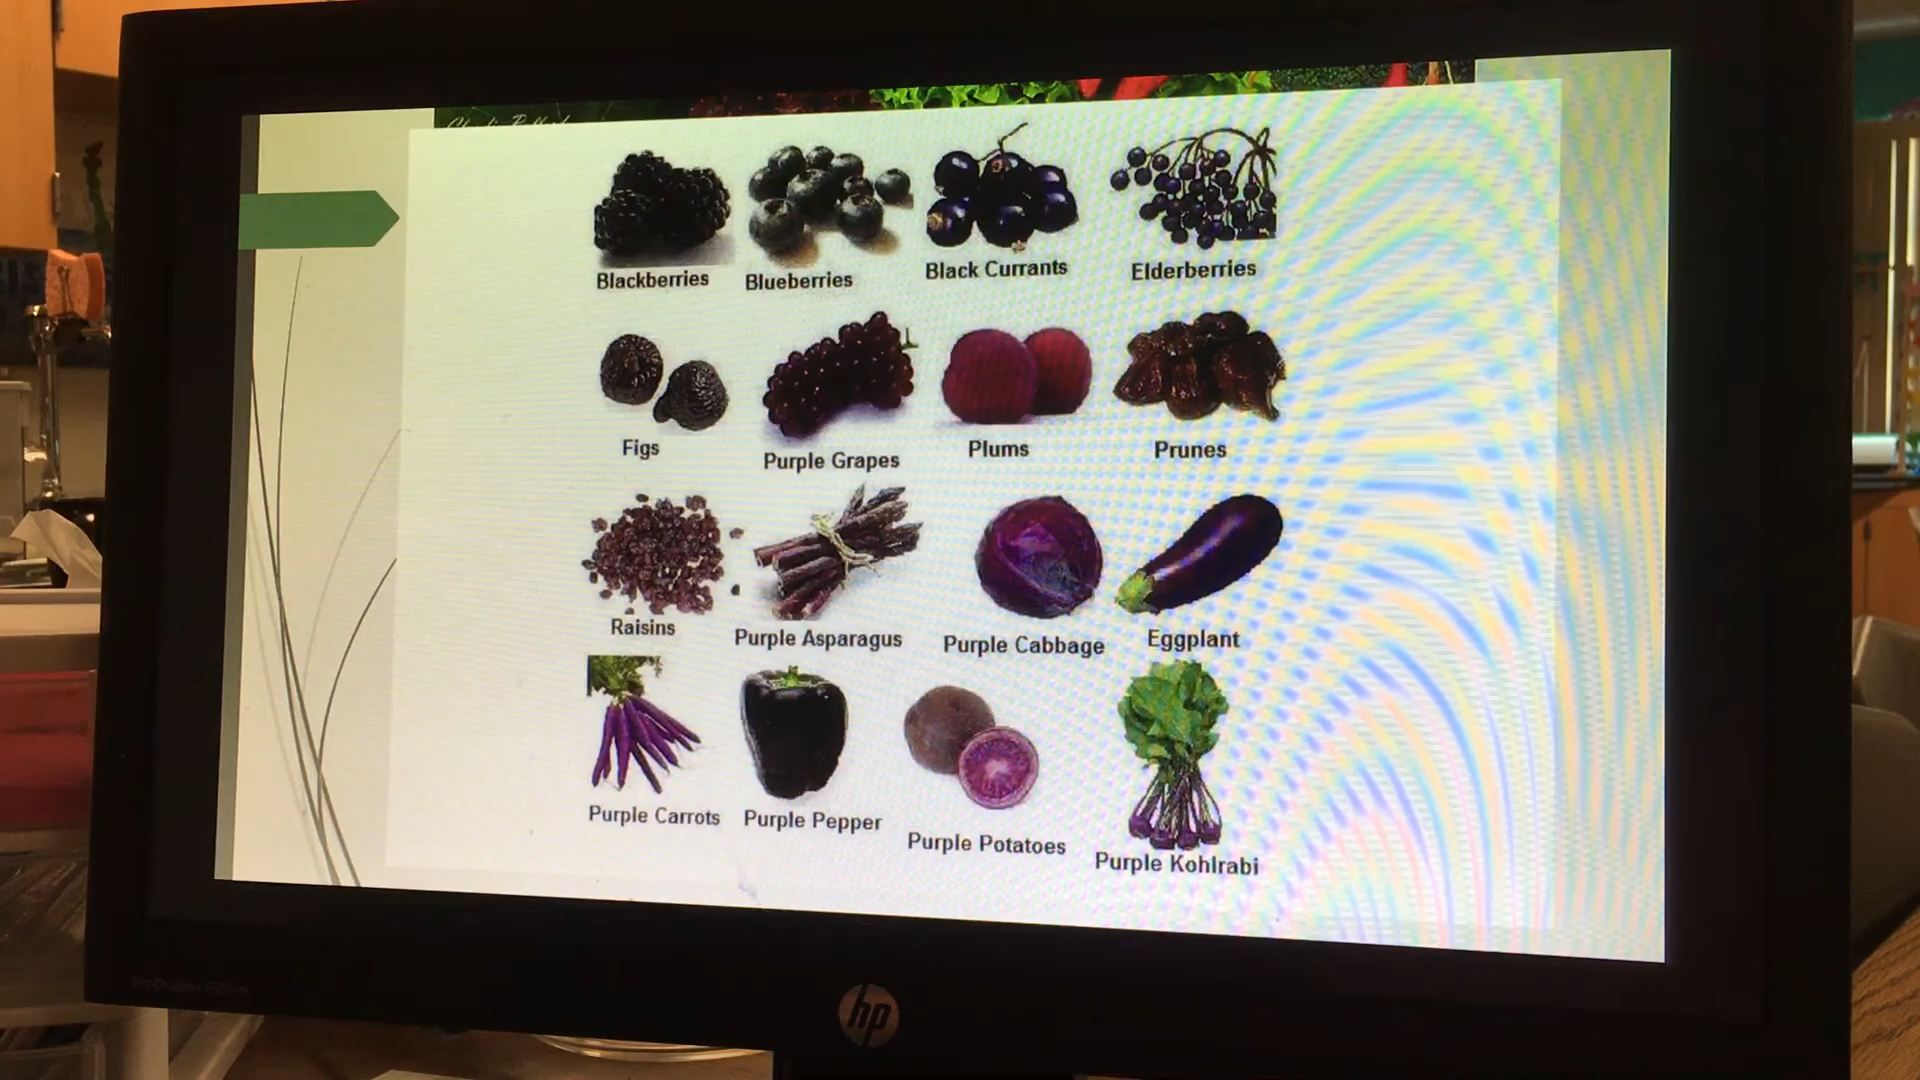 Blackberries
Blueberries
Black Currants
Elderberries
Figs
Purple Grapes
Plums
Prunes
Raisins
Purple Asparagus
Purple Cabbage
Eggplant
Purple Carrots
Purple Pepper
Purple Potatoes
Purple Kohlrabi
hp